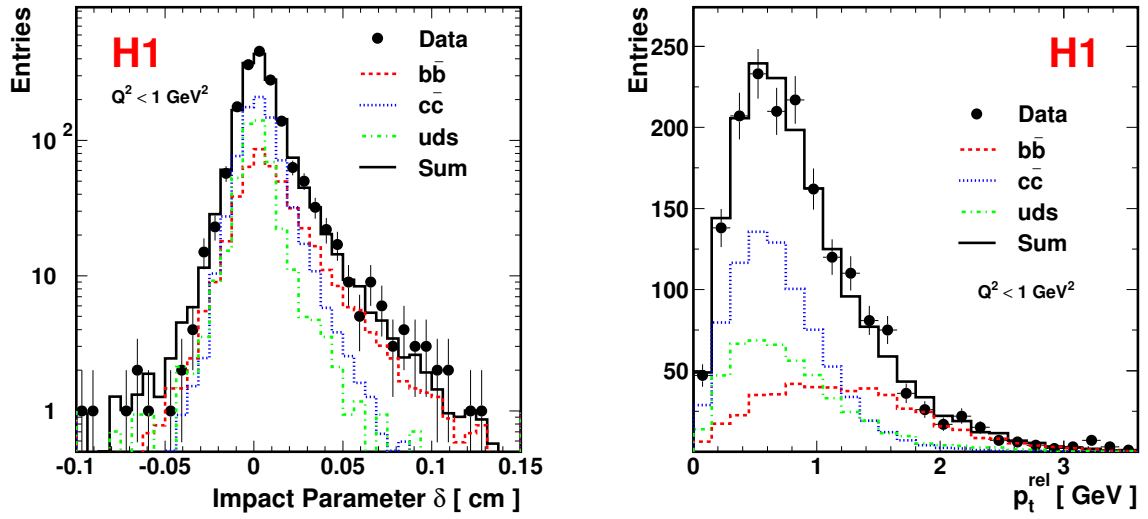 Entries
H1
Q² < 1 GeV²
Data
bb̄
cc̄
uds
Sum
10²
10
1
-0.1 -0.05 0 0.05 0.1 0.15
Impact Parameter δ [ cm ]
Entries
H1
250
200
150
100
50
Data
bb̄
cc̄
uds
Sum
Q² < 1 GeV²
0 1 2 3
pₜʳᵉˡ [ GeV ]